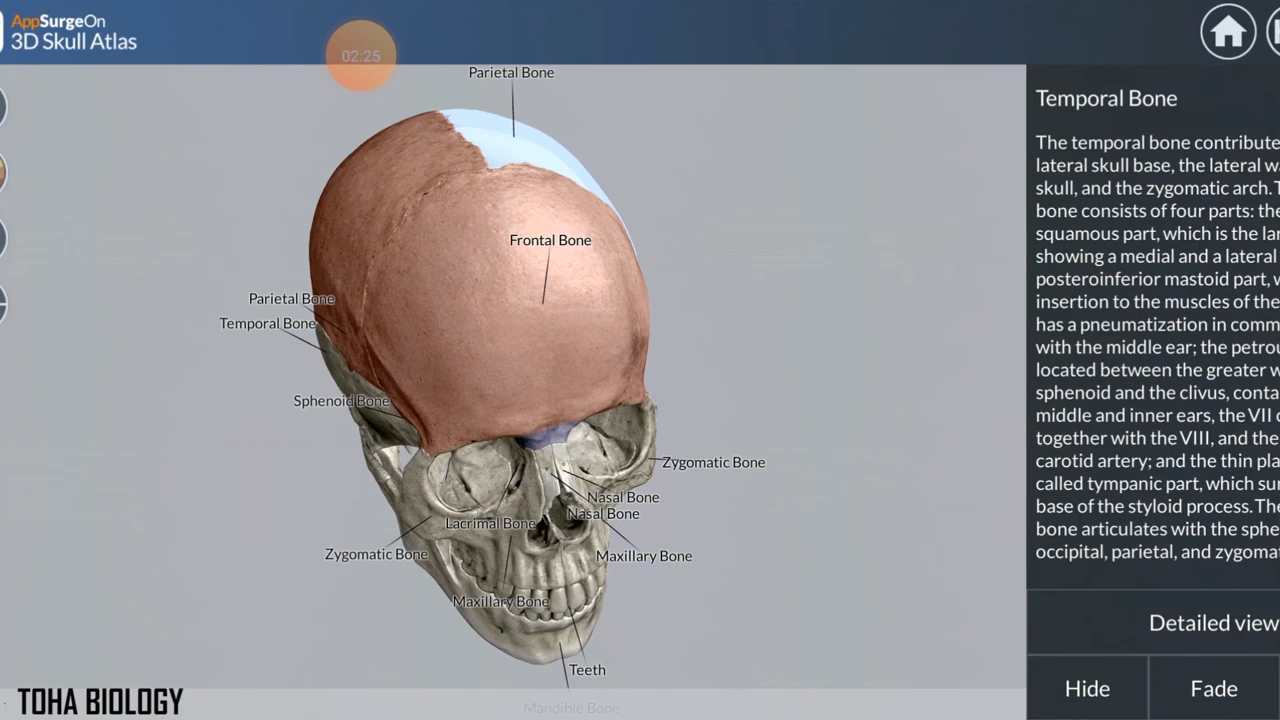 AppSurgeOn
3D Skull Atlas
02:25
Parietal Bone
Frontal Bone
Parietal Bone
Temporal Bone
Sphenoid Bone
Zygomatic Bone
Nasal Bone
Nasal Bone
Lacrimal Bone
Zygomatic Bone
Maxillary Bone
Maxillary Bone
Teeth
Mandible Bone
Temporal Bone
The temporal bone contribute
lateral skull base, the lateral w
skull, and the zygomatic arch. T
bone consists of four parts: the
squamous part, which is the lar
showing a medial and a lateral
posteroinferior mastoid part, w
insertion to the muscles of the
has a pneumatization in comm
with the middle ear; the petrou
located between the greater w
sphenoid and the clivus, conta
middle and inner ears, the VII c
together with the VIII, and the
carotid artery; and the thin pla
called tympanic part, which sur
base of the styloid process. The
bone articulates with the sphe
occipital, parietal, and zygoma
Detailed view
Hide
Fade
TOHA BIOLOGY